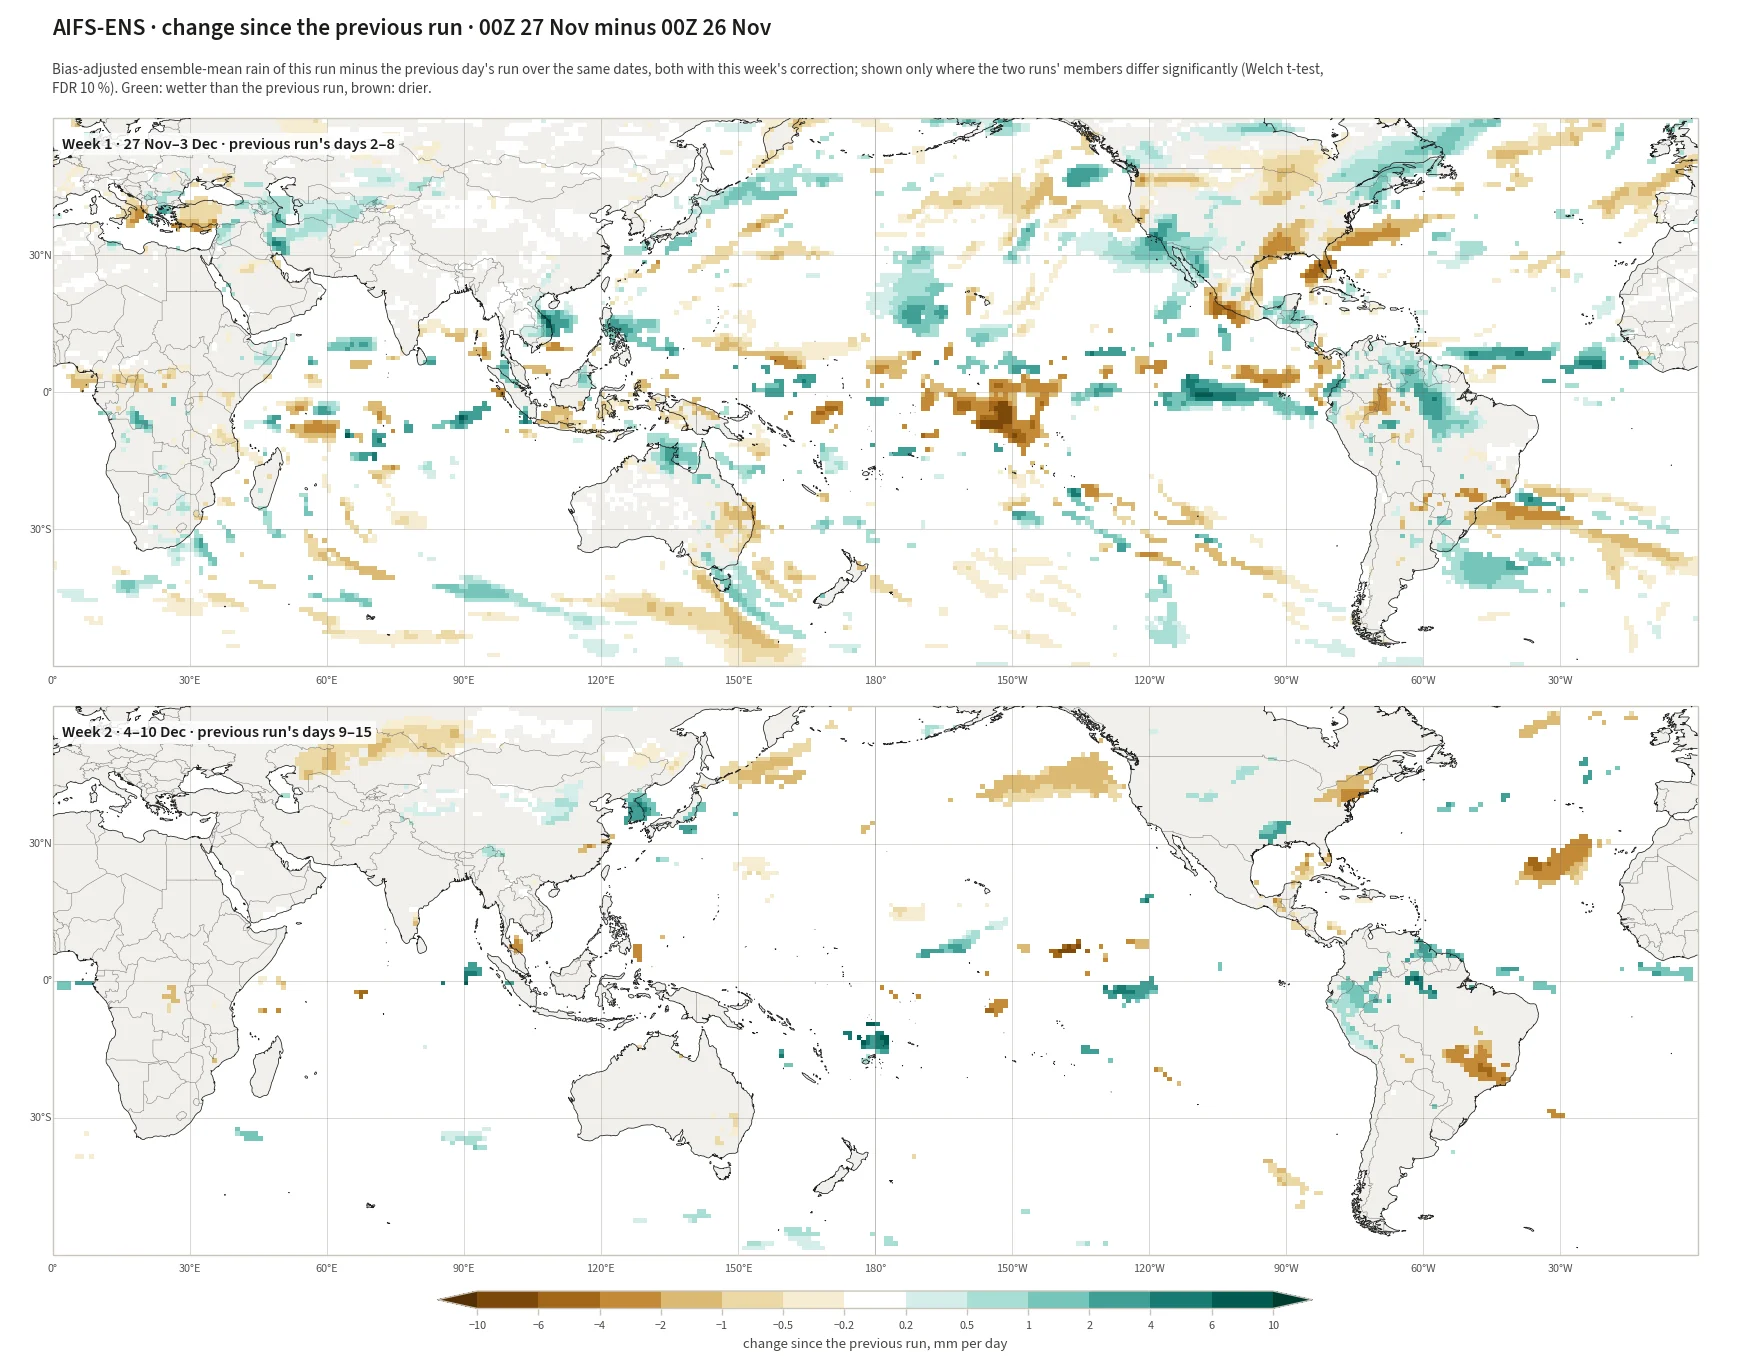 AIFS-ENS · change since the previous run · 00Z 27 Nov minus 00Z 26 Nov
Bias-adjusted ensemble-mean rain of this run minus the previous day's run over the same dates, both with this week's correction; shown only where the two runs' members differ significantly (Welch t-test,
FDR 10 %). Green: wetter than the previous run, brown: drier.
Week 1 · 27 Nov–3 Dec · previous run's days 2–8
30°N
0°
30°S
0° 30°E 60°E 90°E 120°E 150°E 180° 150°W 120°W 90°W 60°W 30°W
Week 2 · 4–10 Dec · previous run's days 9–15
30°N
0°
30°S
0° 30°E 60°E 90°E 120°E 150°E 180° 150°W 120°W 90°W 60°W 30°W
−10 −6 −4 −2 −1 −0.5 −0.2 0.2 0.5 1 2 4 6 10
change since the previous run, mm per day